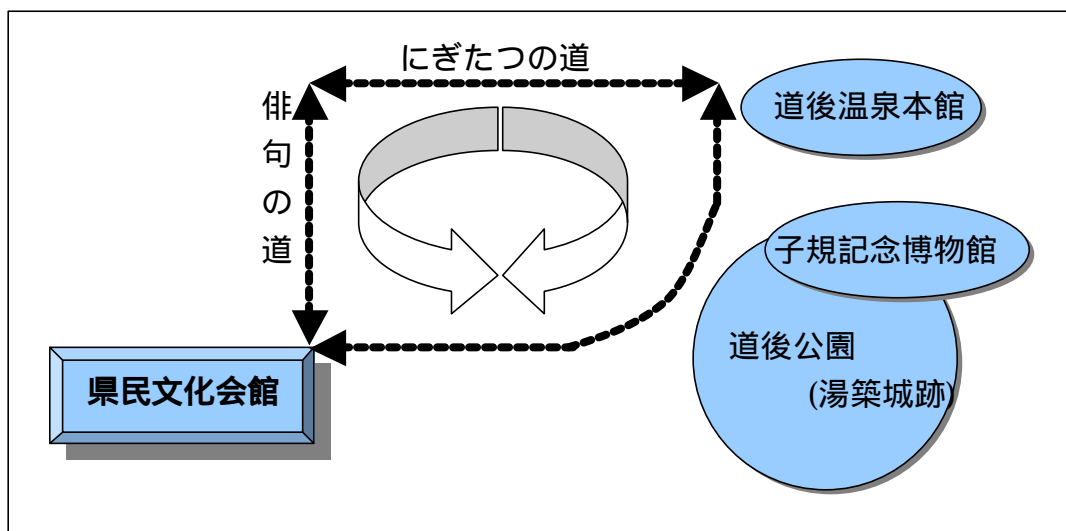 にぎたつの道
俳句の道
道後温泉本館
子規記念博物館
道後公園
(湯築城跡)
県民文化会館